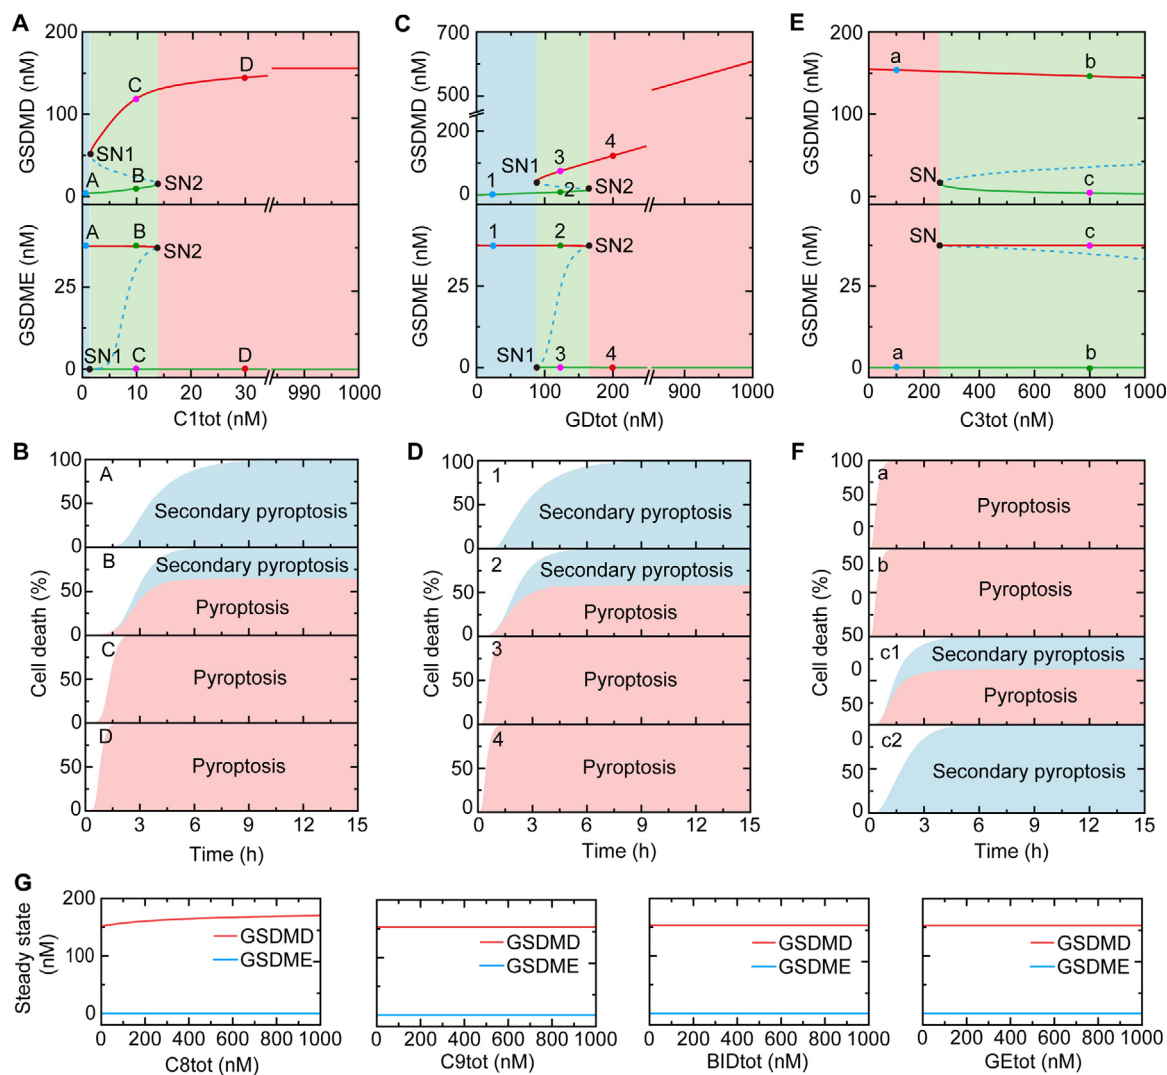 A
C
E
200
100
0
GSDMD (nM)
SN1
A
B
C
D
SN2
25
0
GSDME (nM)
A
B
SN2
SN1
C
D
0 10 20 30 990 1000
C1tot (nM)
700
500
200
0
GSDMD (nM)
1
SN1
3
2
4
SN2
25
0
GSDME (nM)
1
2
SN2
SN1
3
4
0 100 200 900 1000
GDtot (nM)
200
100
0
GSDMD (nM)
a
b
SN
c
25
0
GSDME (nM)
SN
c
a
b
0 200 400 600 800 1000
C3tot (nM)
B
100
50
0
50
0
50
0
50
0
Cell death (%)
A
Secondary pyroptosis
B
Secondary pyroptosis
Pyroptosis
C
Pyroptosis
D
Pyroptosis
0 3 6 9 12 15
Time (h)
D
100
50
0
50
0
50
0
50
0
Cell death (%)
1
Secondary pyroptosis
2
Secondary pyroptosis
Pyroptosis
3
Pyroptosis
4
Pyroptosis
0 3 6 9 12 15
Time (h)
F
100
50
0
50
0
50
0
50
0
50
0
Cell death (%)
a
Pyroptosis
b
Pyroptosis
c1
Secondary pyroptosis
Pyroptosis
c2
Secondary pyroptosis
0 3 6 9 12 15
Time (h)
G
200
100
0
Steady state
(nM)
GSDMD
GSDME
0 200 400 600 800 1000
C8tot (nM)
GSDMD
GSDME
0 200 400 600 800 1000
C9tot (nM)
GSDMD
GSDME
0 200 400 600 800 1000
BIDtot (nM)
GSDMD
GSDME
0 200 400 600 800 1000
GEtot (nM)